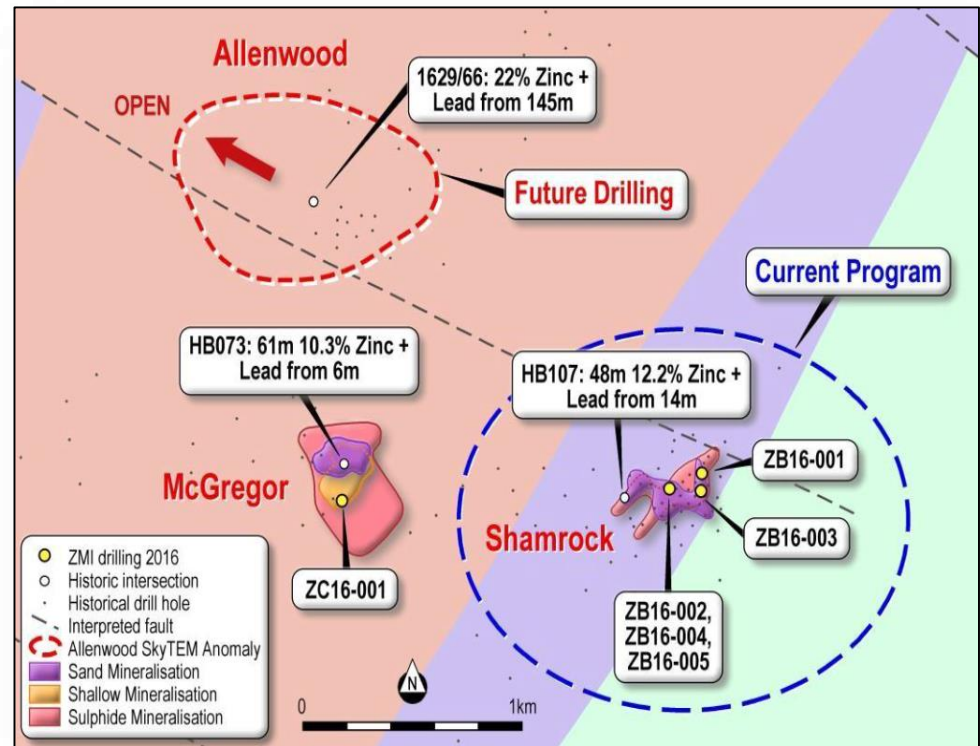 Allenwood
1629/66: 22% Zinc +
Lead from 145m
OPEN
Future Drilling
Current Program
HB073: 61m 10.3% Zinc +
Lead from 6m
HB107: 48m 12.2% Zinc +
Lead from 14m
McGregor
ZC16-001
Shamrock
ZB16-001
ZB16-003
ZB16-002,
ZB16-004,
ZB16-005
ZMI drilling 2016
Historic intersection
Historical drill hole
Interpreted fault
Allenwood SkyTEM Anomaly
Sand Mineralisation
Shallow Mineralisation
Sulphide Mineralisation
N
0
1km